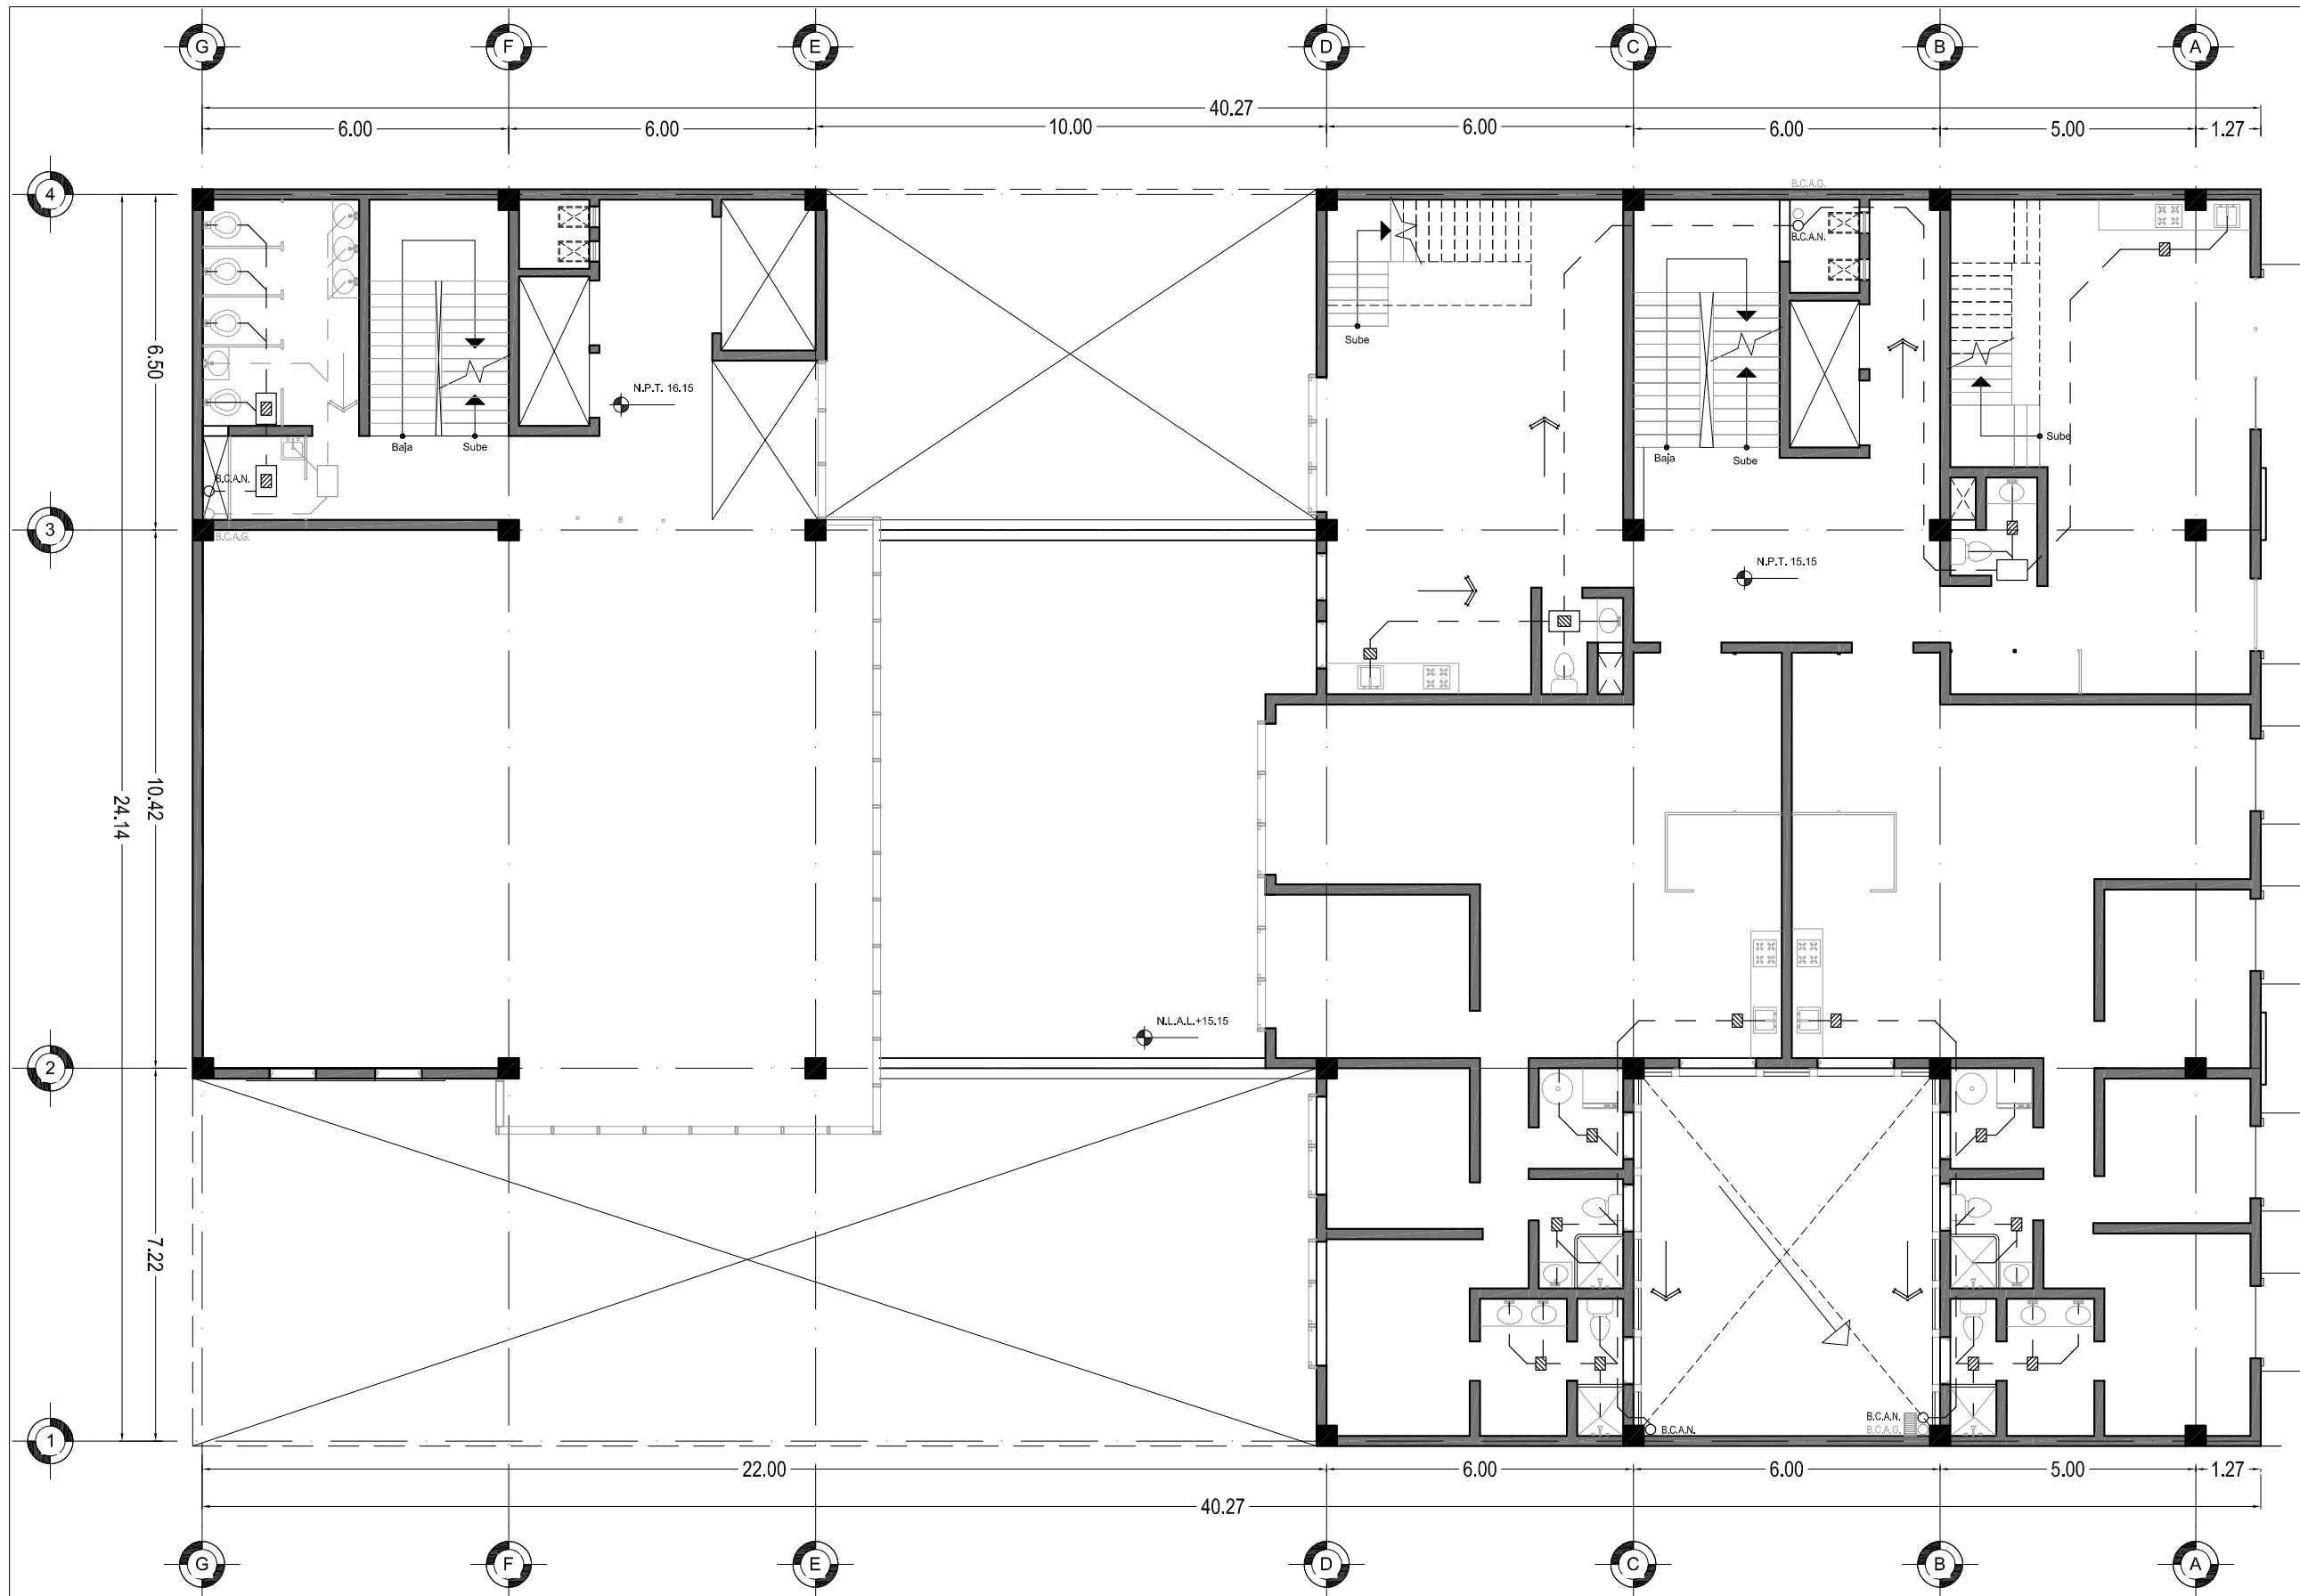 G F E D C B A
40.27
6.00 6.00 10.00 6.00 6.00 5.00 1.27
4
B.C.A.G.
B.C.A.N.
6.50
Sube
N.P.T. 16.15
Baja Sube
Baja Sube
Sube
B.C.A.N.
3
B.C.A.G.
N.P.T. 15.15
10.42
24.14
N.L.A.L.+15.15
2
7.22
B.C.A.N.
B.C.A.N.
B.C.A.G.
1
22.00 6.00 6.00 5.00 1.27
40.27
G F E D C B A